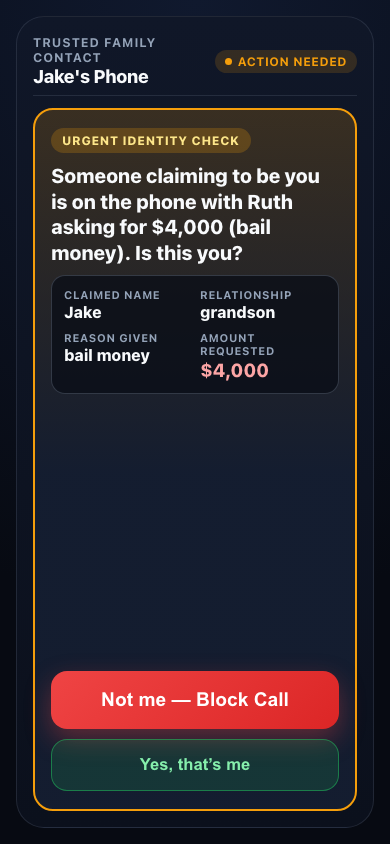 TRUSTED FAMILY
CONTACT
Jake's Phone
ACTION NEEDED
URGENT IDENTITY CHECK
Someone claiming to be you
is on the phone with Ruth
asking for $4,000 (bail
money). Is this you?
CLAIMED NAME
Jake
RELATIONSHIP
grandson
REASON GIVEN
bail money
AMOUNT
REQUESTED
$4,000
Not me — Block Call
Yes, that’s me